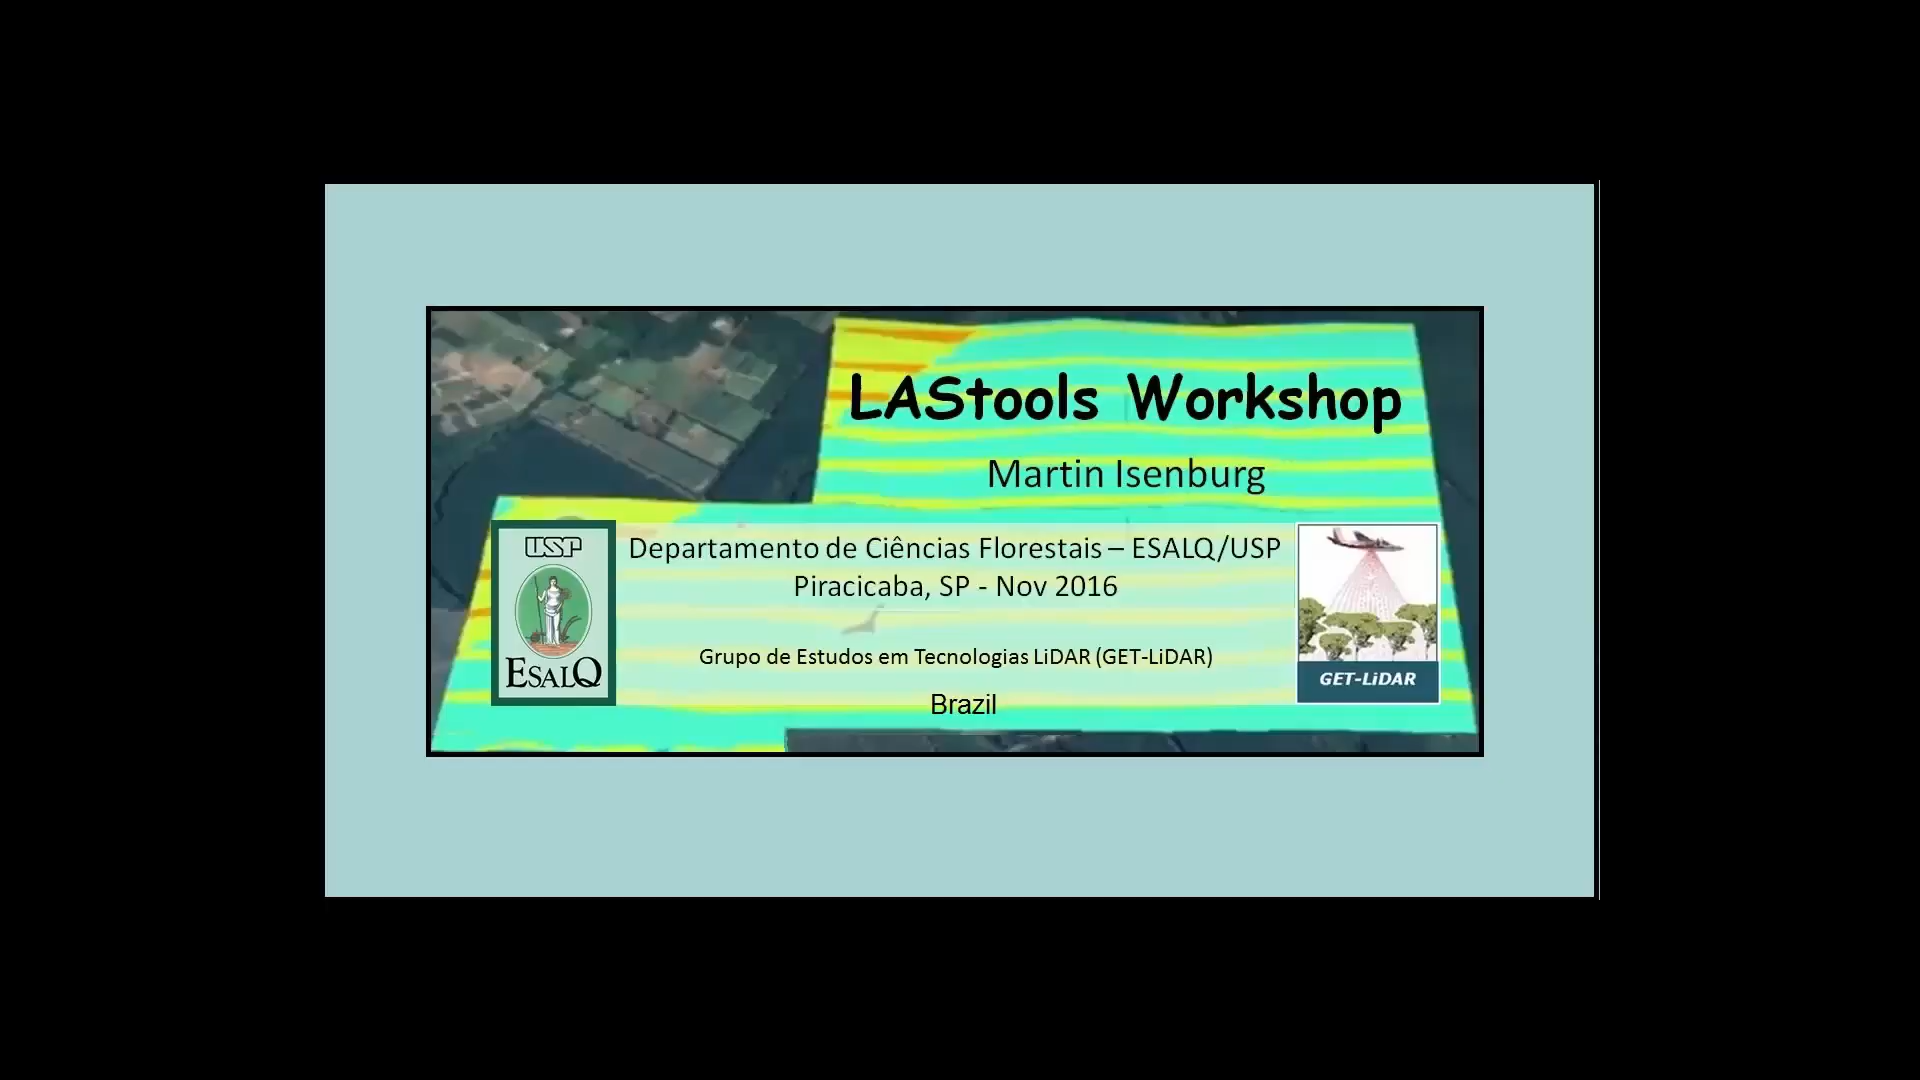 LAStools Workshop
Martin Isenburg
USP
ESALQ
Departamento de Ciências Florestais – ESALQ/USP
Piracicaba, SP - Nov 2016
Grupo de Estudos em Tecnologias LiDAR (GET-LiDAR)
Brazil
GET-LiDAR